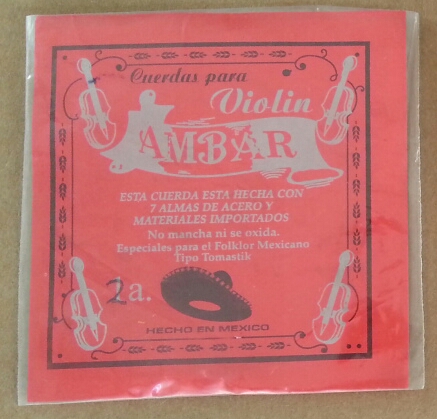 Cuerdas para
Violin
AMBAR
ESTA CUERDA ESTA HECHA CON
7 ALMAS DE ACERO Y
MATERIALES IMPORTADOS
No mancha ni se oxida.
Especiales para el Folklor Mexicano
Tipo Tomastik
2a.
HECHO EN MEXICO